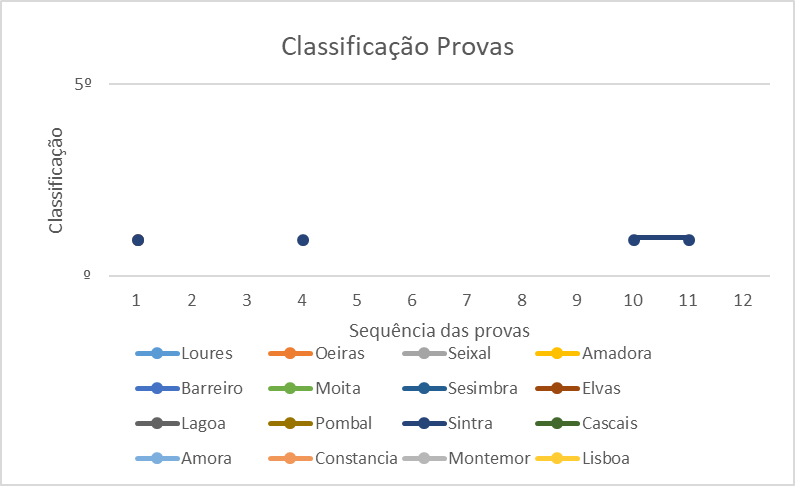 Classificação Provas
5º
Classificação
º
1 2 3 4 5 6 7 8 9 10 11 12
Sequência das provas
Loures Oeiras Seixal Amadora
Barreiro Moita Sesimbra Elvas
Lagoa Pombal Sintra Cascais
Amora Constancia Montemor Lisboa